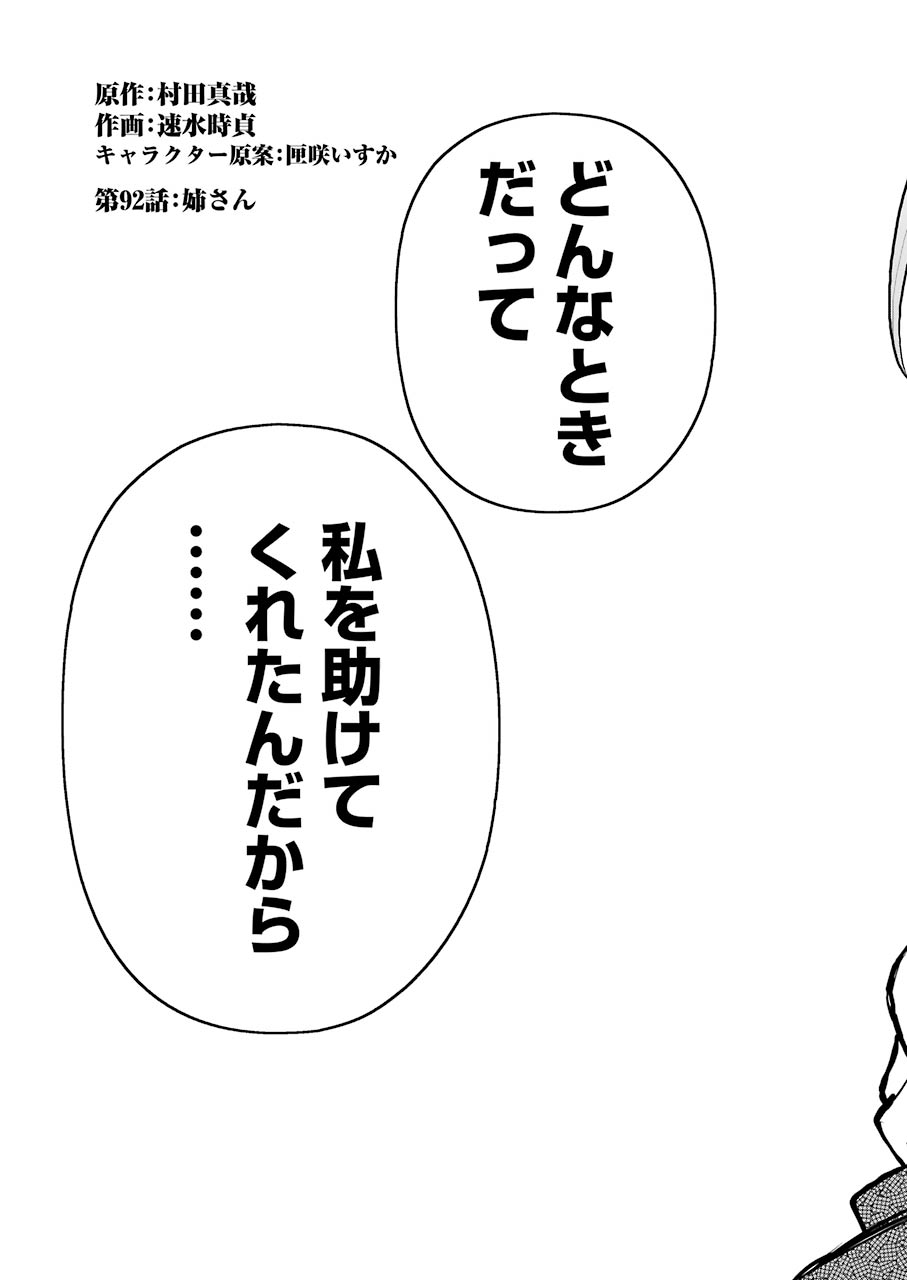 原作：村田真哉
作画：速水時貞
キャラクター原案：匣咲いすか
第92話：姉さん
どんなとき
だって
私を助けて
くれたんだから
……